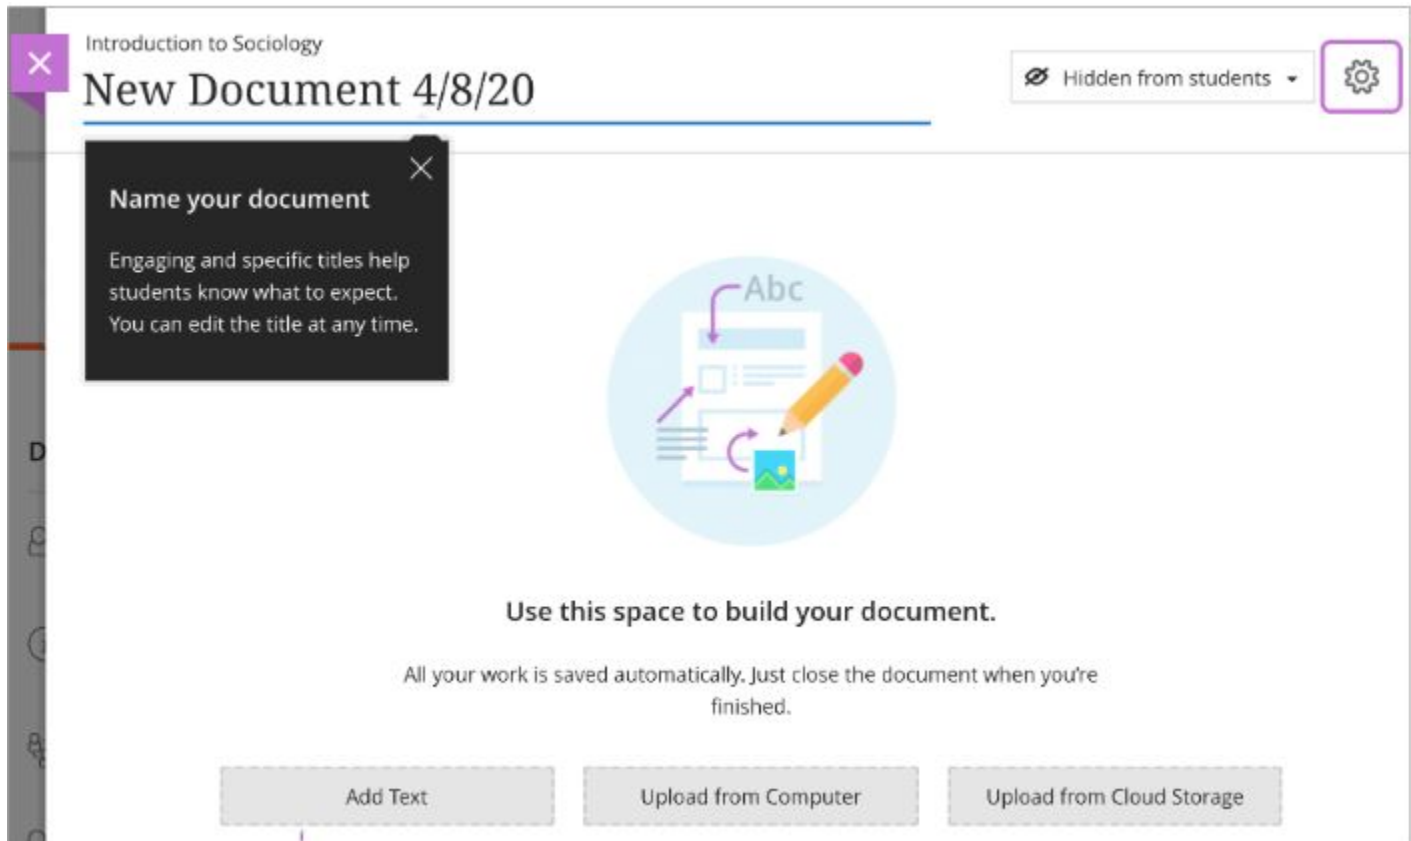 Introduction to Sociology
New Document 4/8/20
Hidden from students
Name your document
Engaging and specific titles help
students know what to expect.
You can edit the title at any time.
Abc
D
Use this space to build your document.
All your work is saved automatically. Just close the document when you're
finished.
Add Text
Upload from Computer
Upload from Cloud Storage